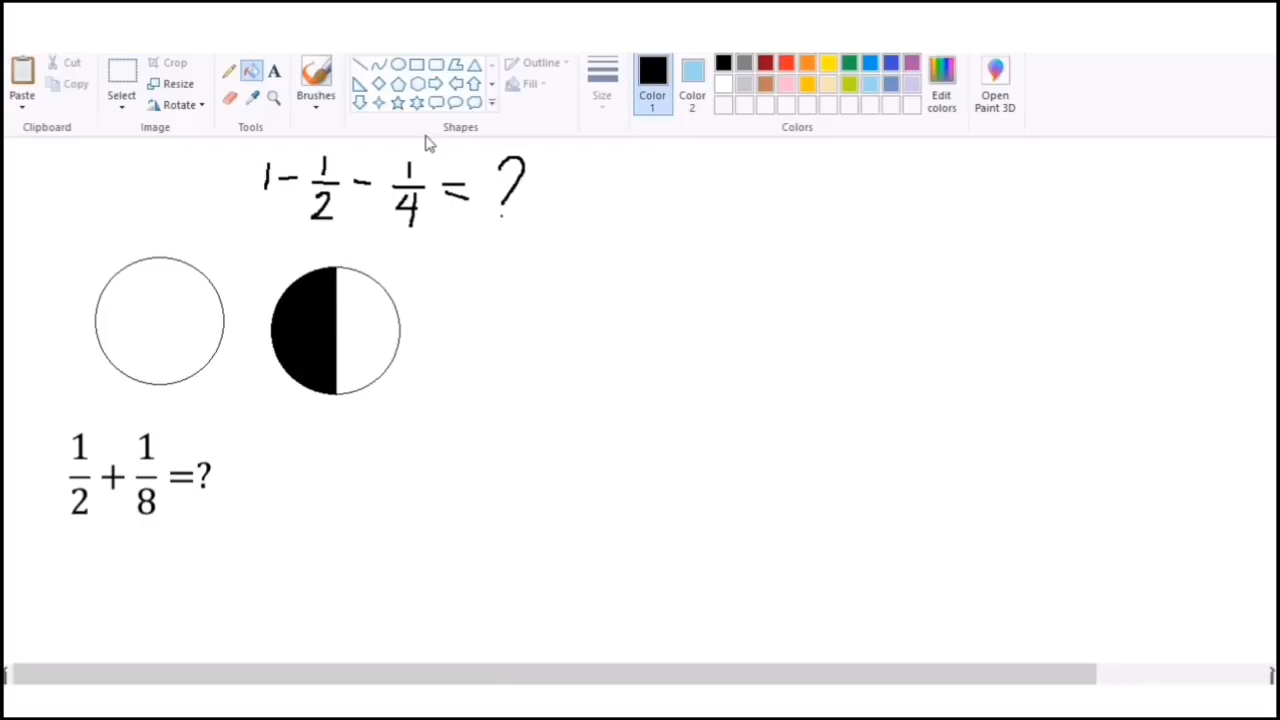 Cut
Copy
Paste
Clipboard
Crop
Resize
Rotate
Select
Image
A
Tools
Brushes
Outline
Fill
Shapes
Size
Color 1
Color 2
Edit colors
Open Paint 3D
Colors
1 - 1/2 - 1/4 = ?
1/2 + 1/8 =?